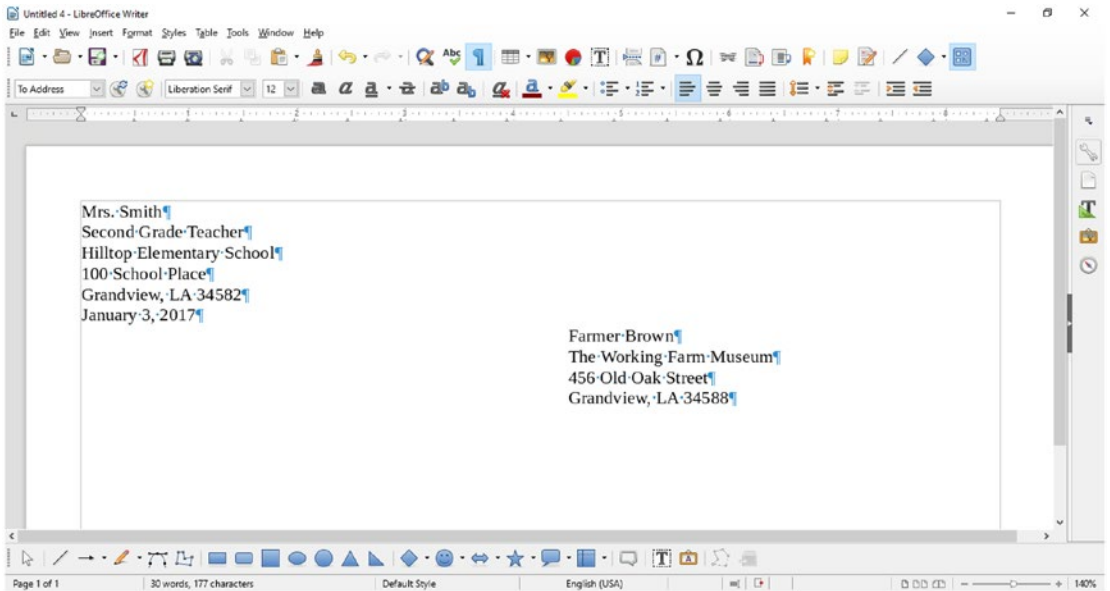 Untitled 4 - LibreOffice Writer
File Edit View Insert Format Styles Table Tools Window Help
To Address Liberation Serif 12
Mrs. Smith¶
Second Grade Teacher¶
Hilltop Elementary School¶
100 School Place¶
Grandview, LA 34582¶
January 3, 2017¶
Farmer Brown¶
The Working Farm Museum¶
456 Old Oak Street¶
Grandview, LA 34588¶
Page 1 of 1 30 words, 177 characters Default Style English (USA) 140%